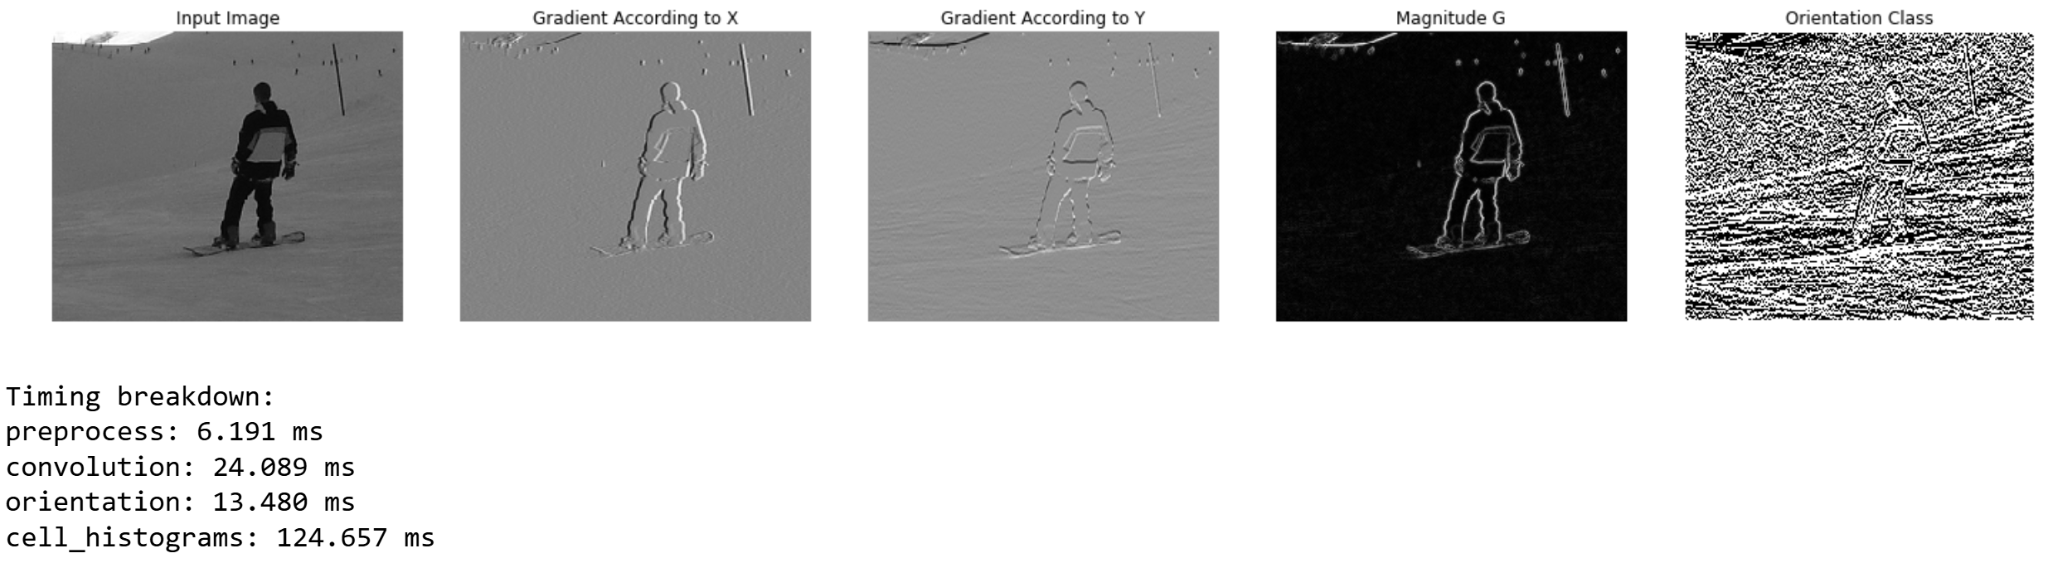 Input Image
Gradient According to X
Gradient According to Y
Magnitude G
Orientation Class
Timing breakdown:
preprocess: 6.191 ms
convolution: 24.089 ms
orientation: 13.480 ms
cell_histograms: 124.657 ms